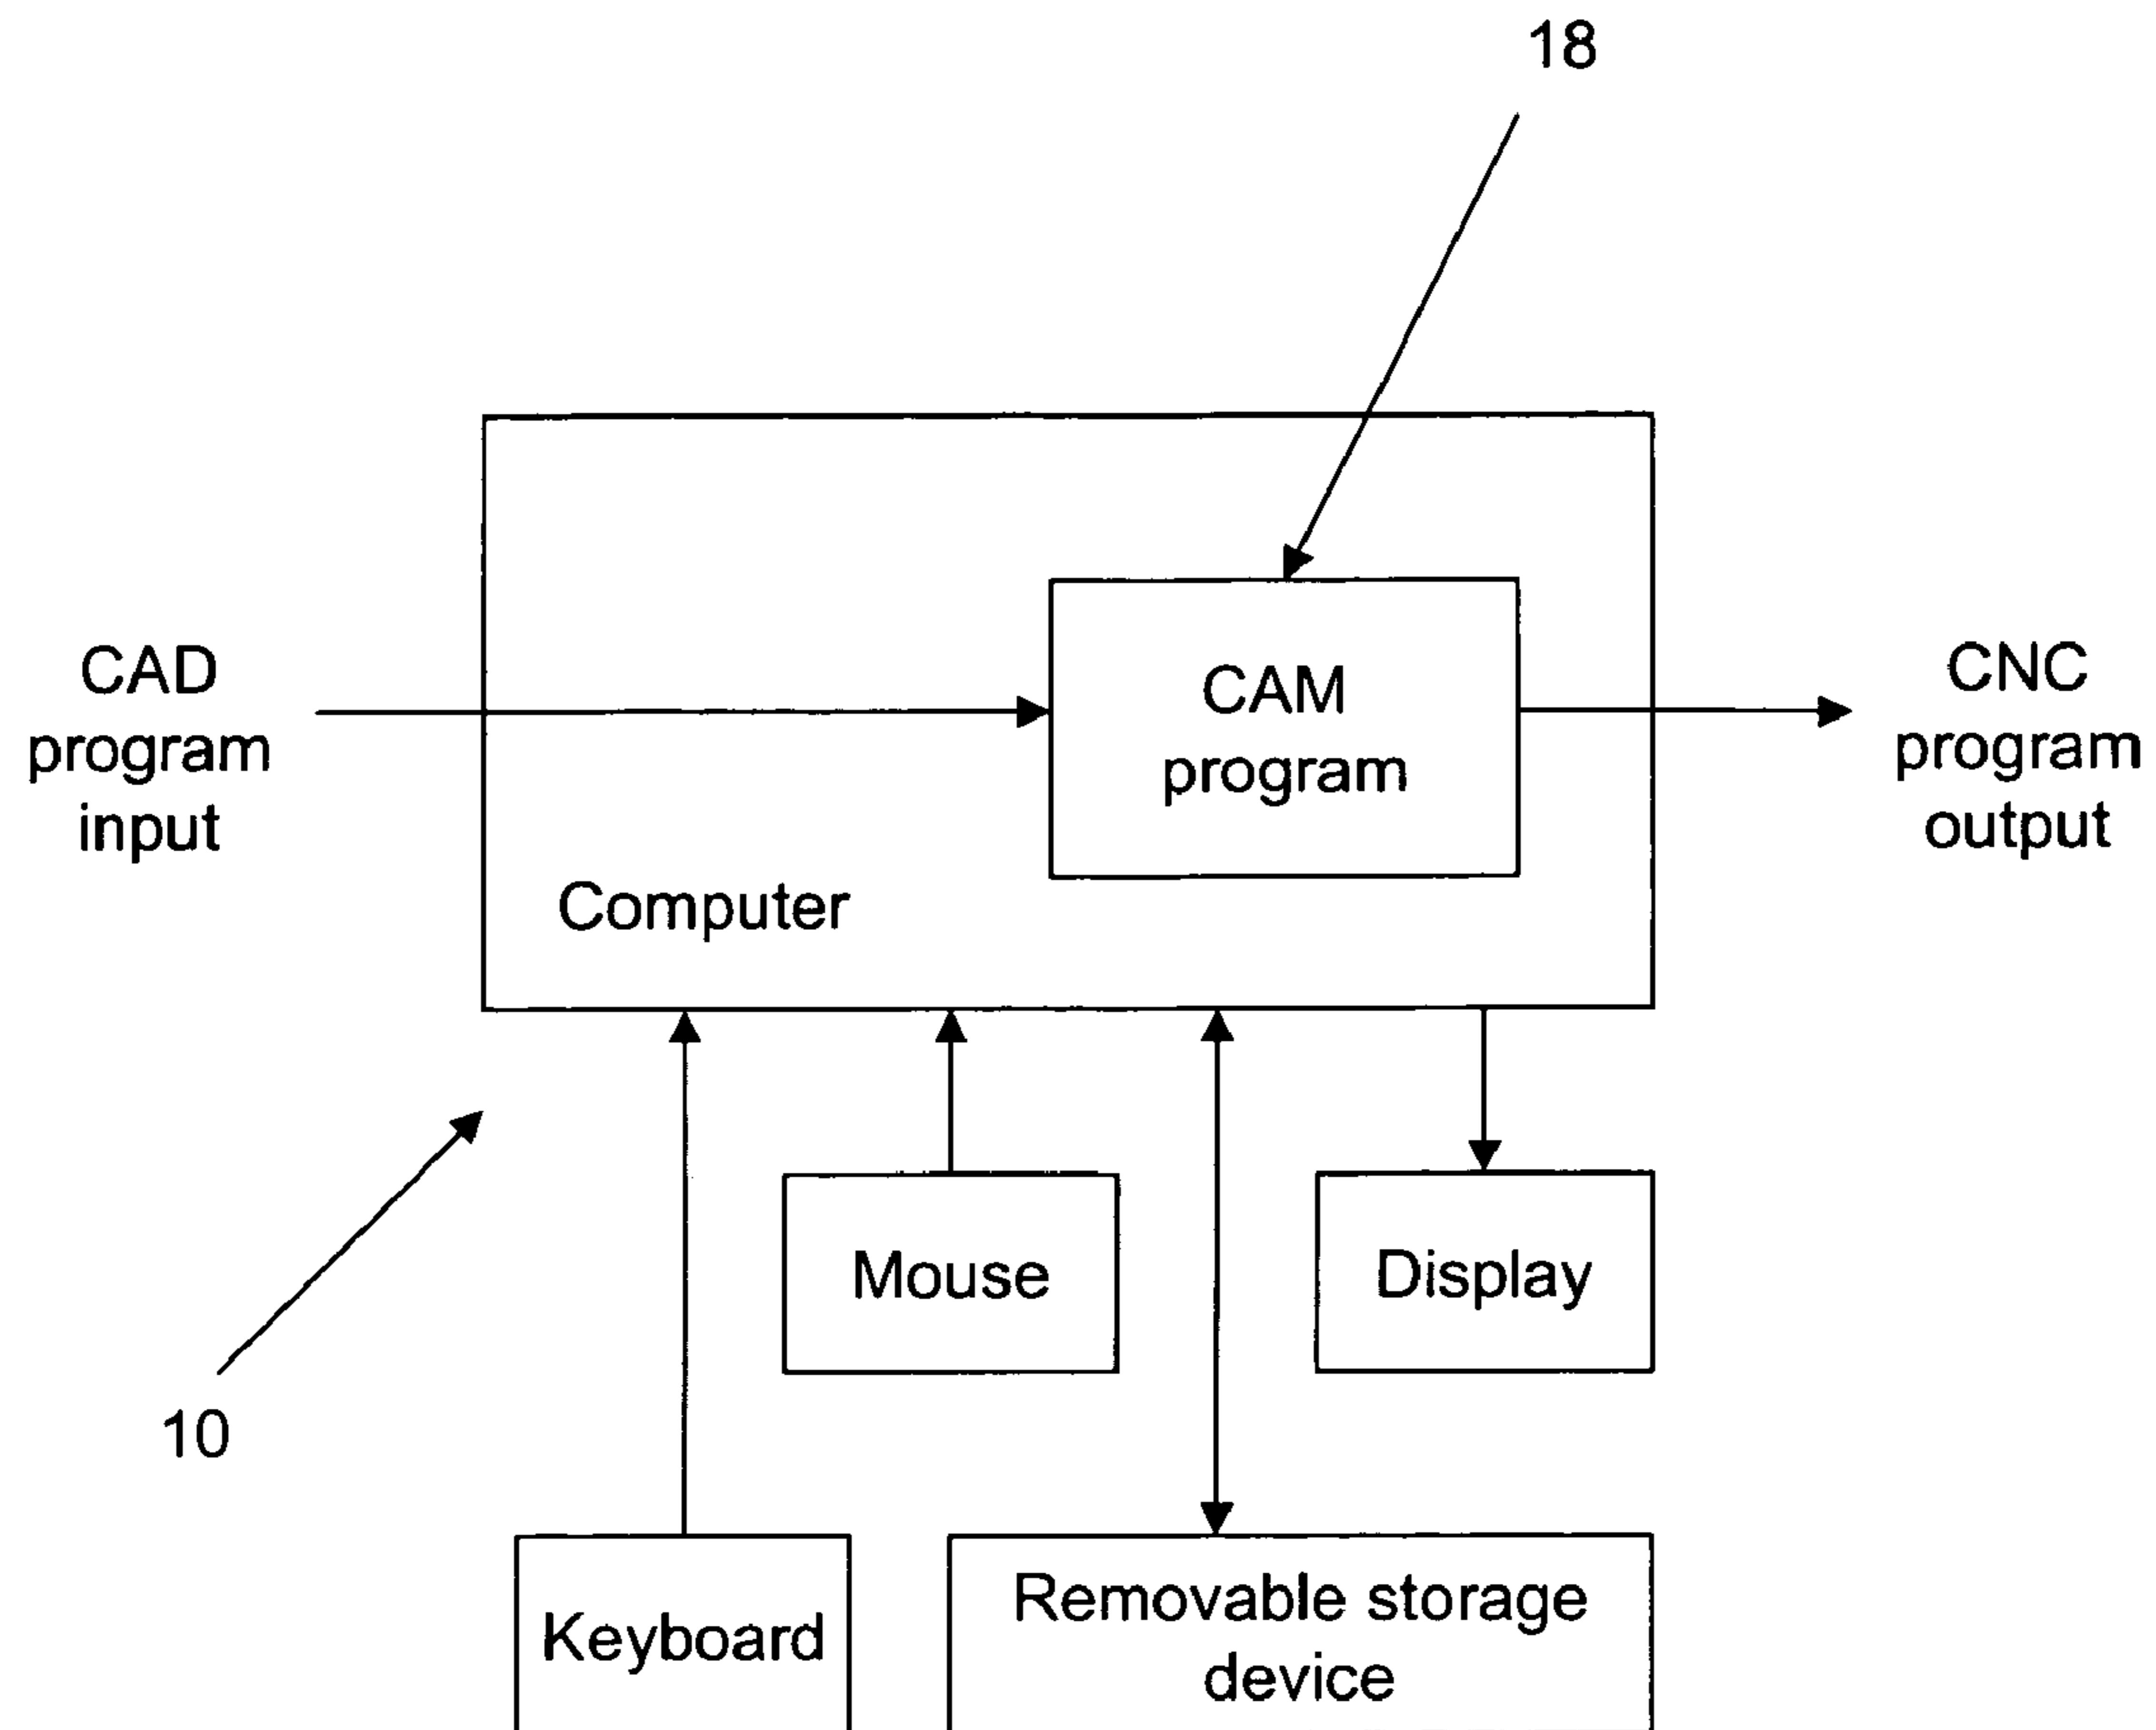 18
CAD
program
input
CAM
program
CNC
program
output
Computer
Mouse
Display
10
Keyboard
Removable storage
device